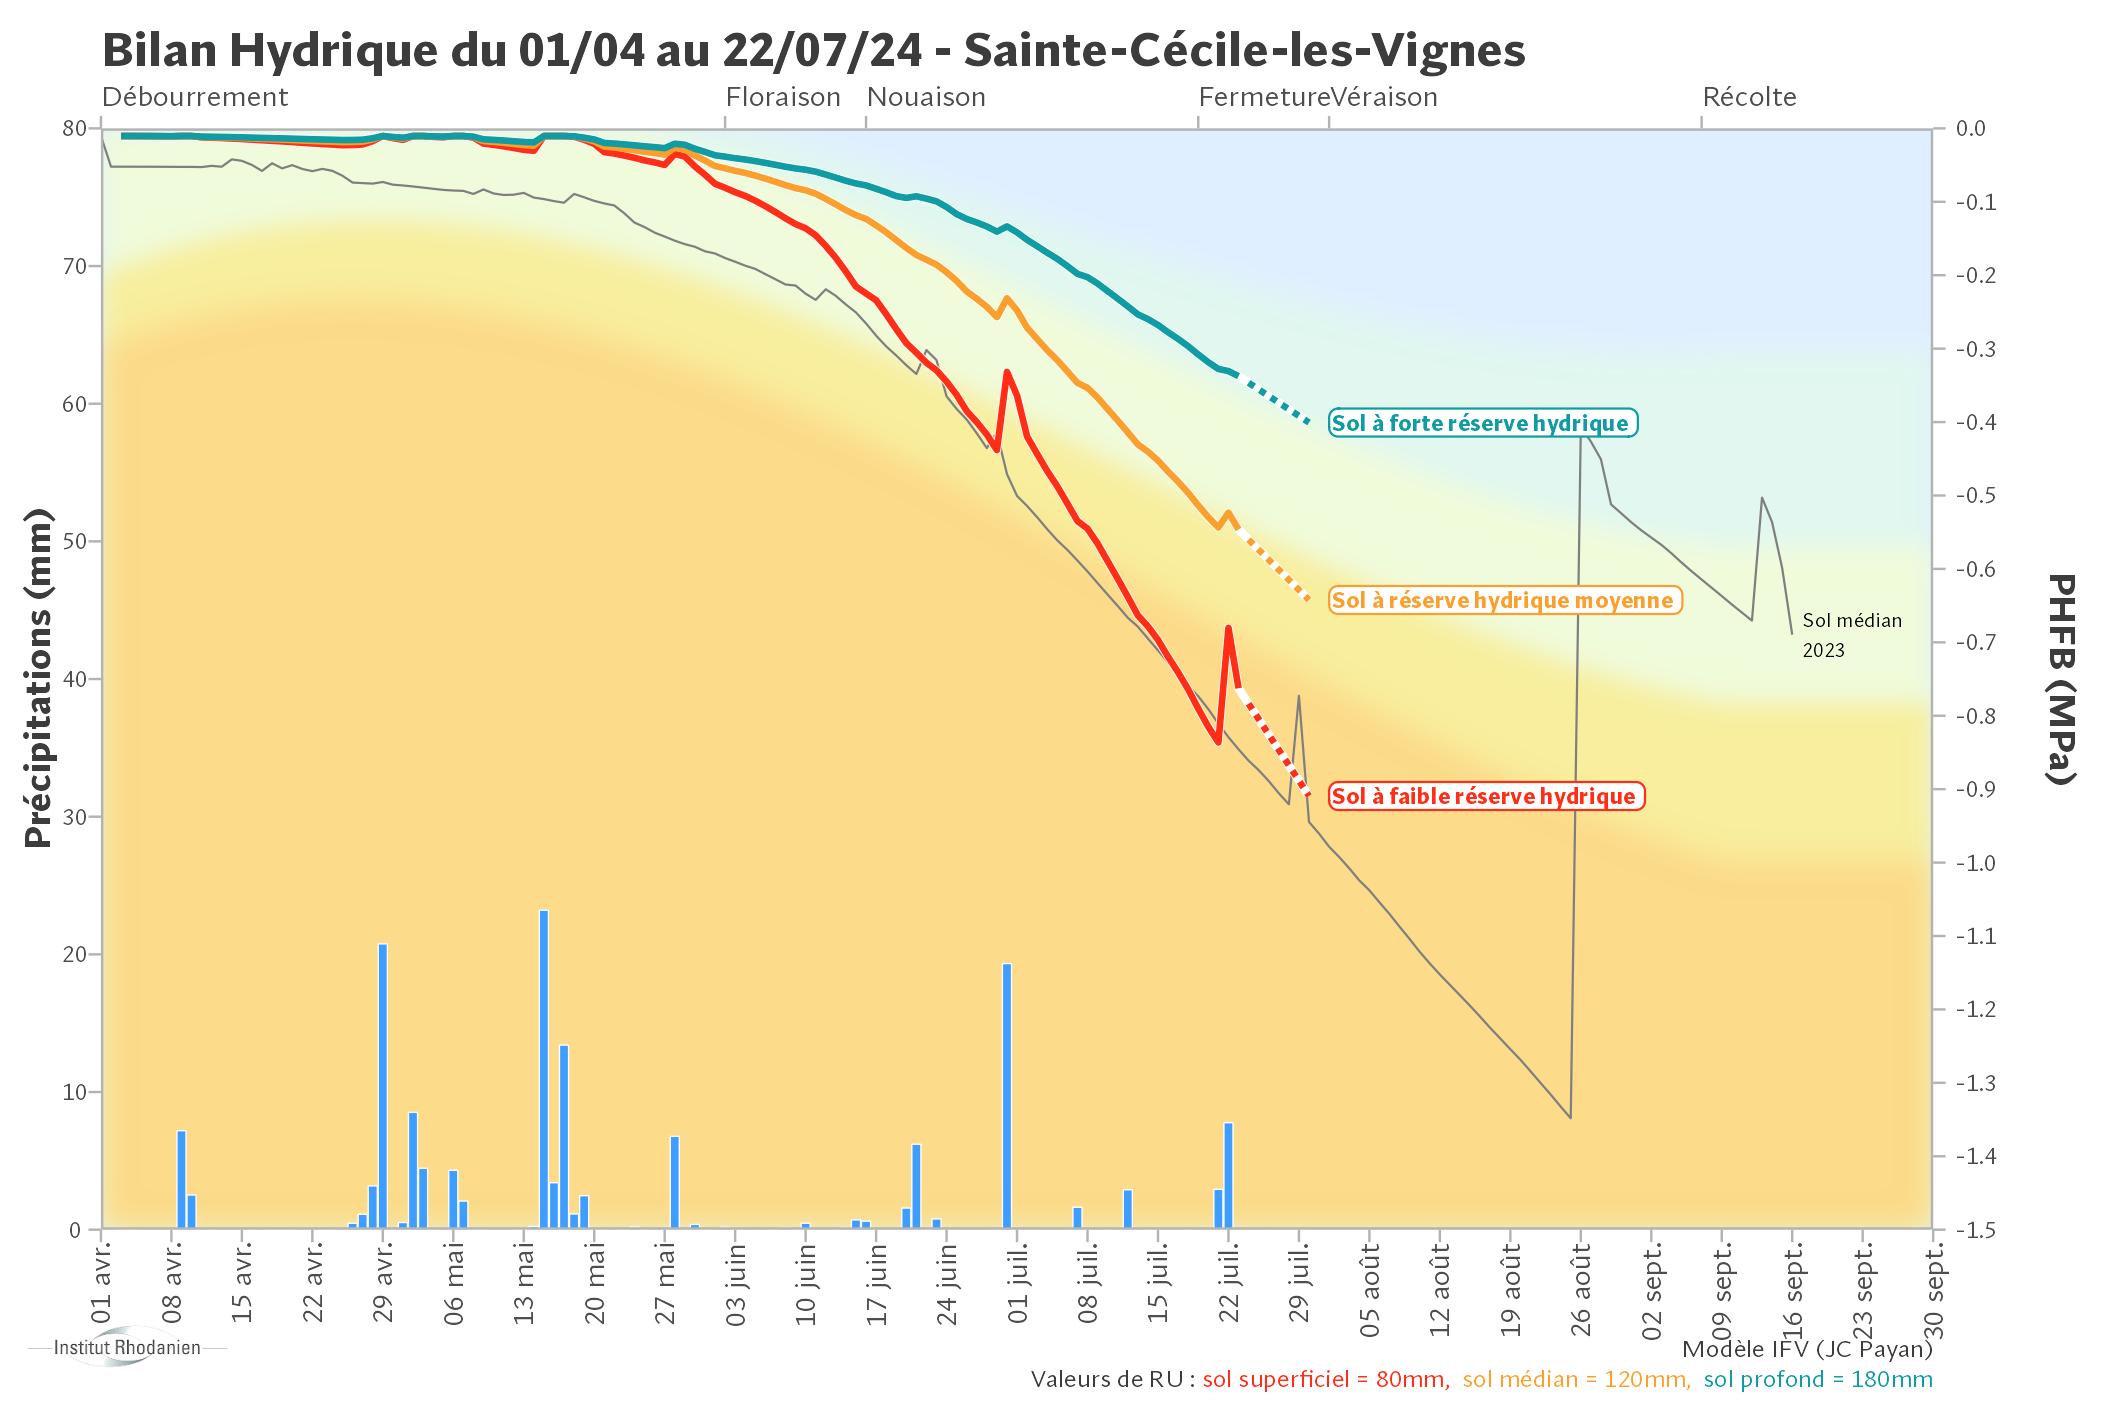 Bilan Hydrique du 01/04 au 22/07/24 - Sainte-Cécile-les-Vignes
Débourrement
Floraison
Nouaison
Fermeture
Véraison
Récolte
Précipitations (mm)
80
70
60
50
40
30
20
10
0
0.0
-0.1
-0.2
-0.3
-0.4
-0.5
-0.6
-0.7
-0.8
-0.9
-1.0
-1.1
-1.2
-1.3
-1.4
-1.5
PHFB (MPa)
Sol à forte réserve hydrique
Sol à réserve hydrique moyenne
Sol médian
2023
Sol à faible réserve hydrique
01 avr.
08 avr.
15 avr.
22 avr.
29 avr.
06 mai
13 mai
20 mai
27 mai
03 juin
10 juin
17 juin
24 juin
01 juil.
08 juil.
15 juil.
22 juil.
29 juil.
05 août
12 août
19 août
26 août
02 sept.
09 sept.
16 sept.
23 sept.
30 sept.
Institut Rhodanien
Modèle IFV (JC Payan)
Valeurs de RU : sol superficiel = 80mm, sol médian = 120mm, sol profond = 180mm